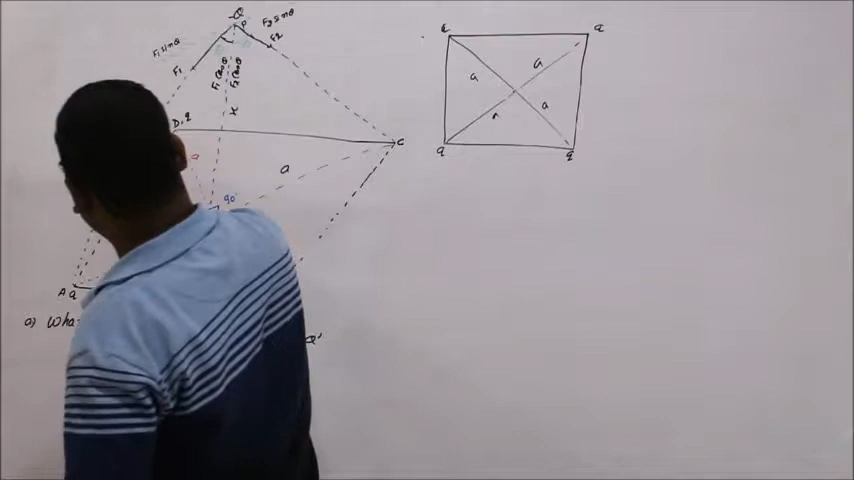 -Q
P
F₂ sinθ
F₁ sinθ
F₂
F₁
F₁ cosθ
F₂ cosθ
x
D, q
C
a
a
90°
A q
a) Wha
Q'
q
a
a
a
a
q
q